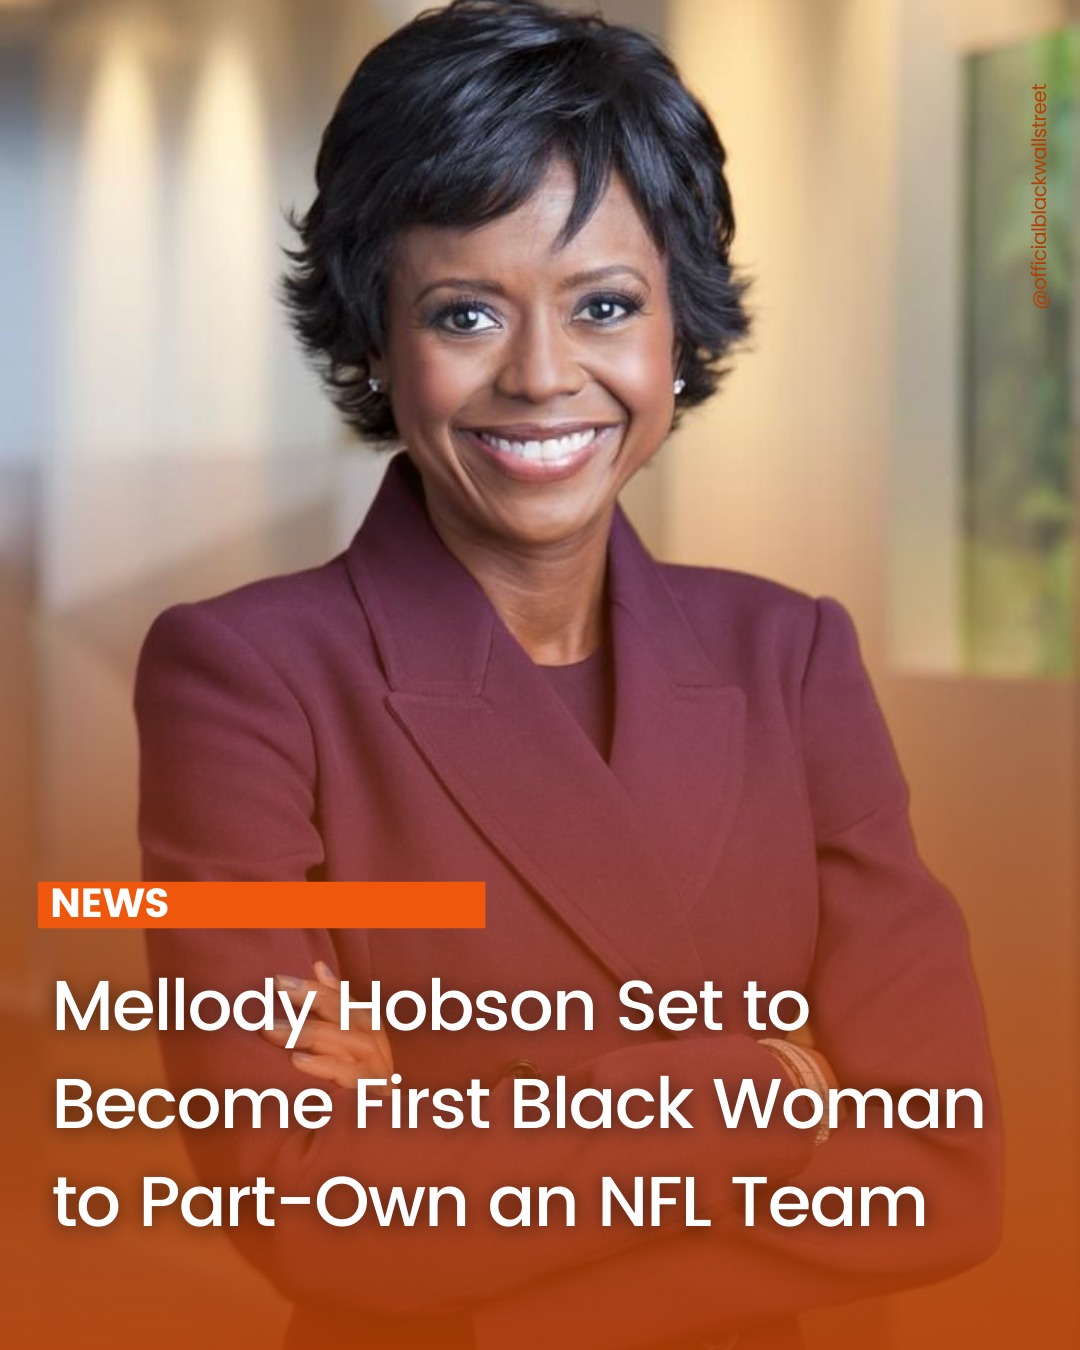 @officialblackwallstreet
NEWS
Mellody Hobson Set to
Become First Black Woman
to Part-Own an NFL Team